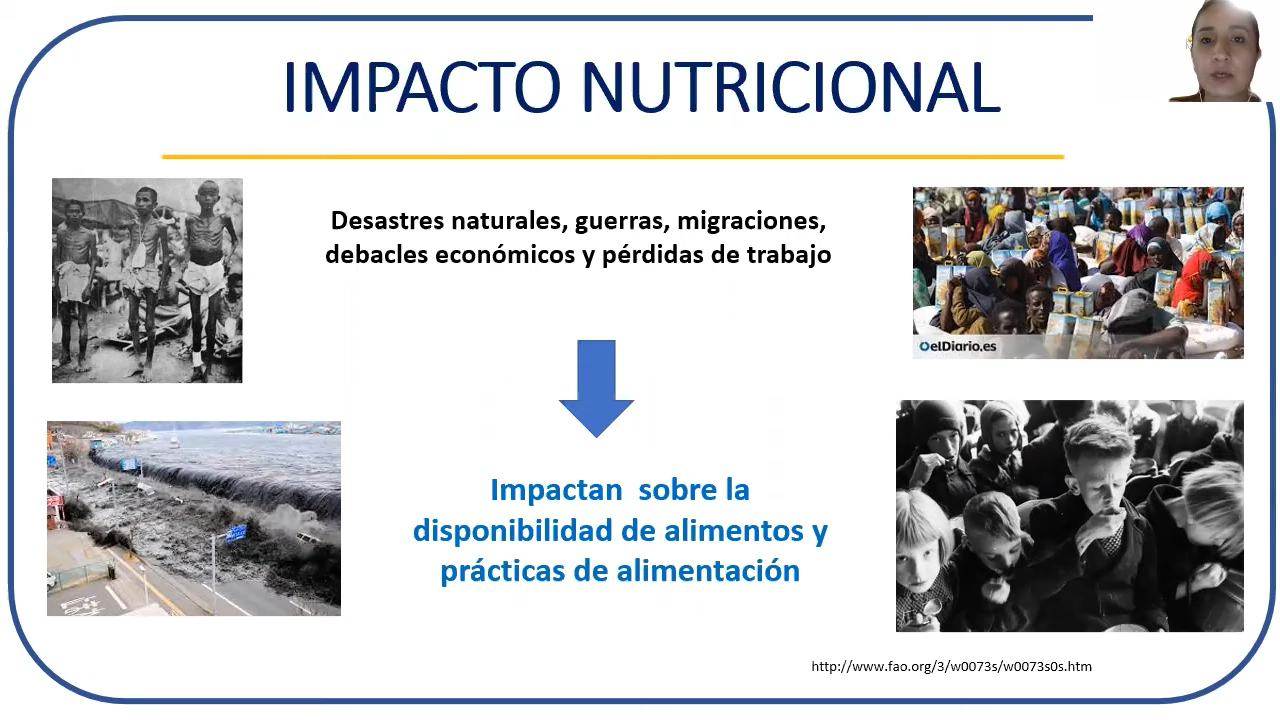 IMPACTO NUTRICIONAL
Desastres naturales, guerras, migraciones,
debacles económicos y pérdidas de trabajo
elDiario.es
Impactan sobre la
disponibilidad de alimentos y
prácticas de alimentación
http://www.fao.org/3/w0073s/w0073s0s.htm